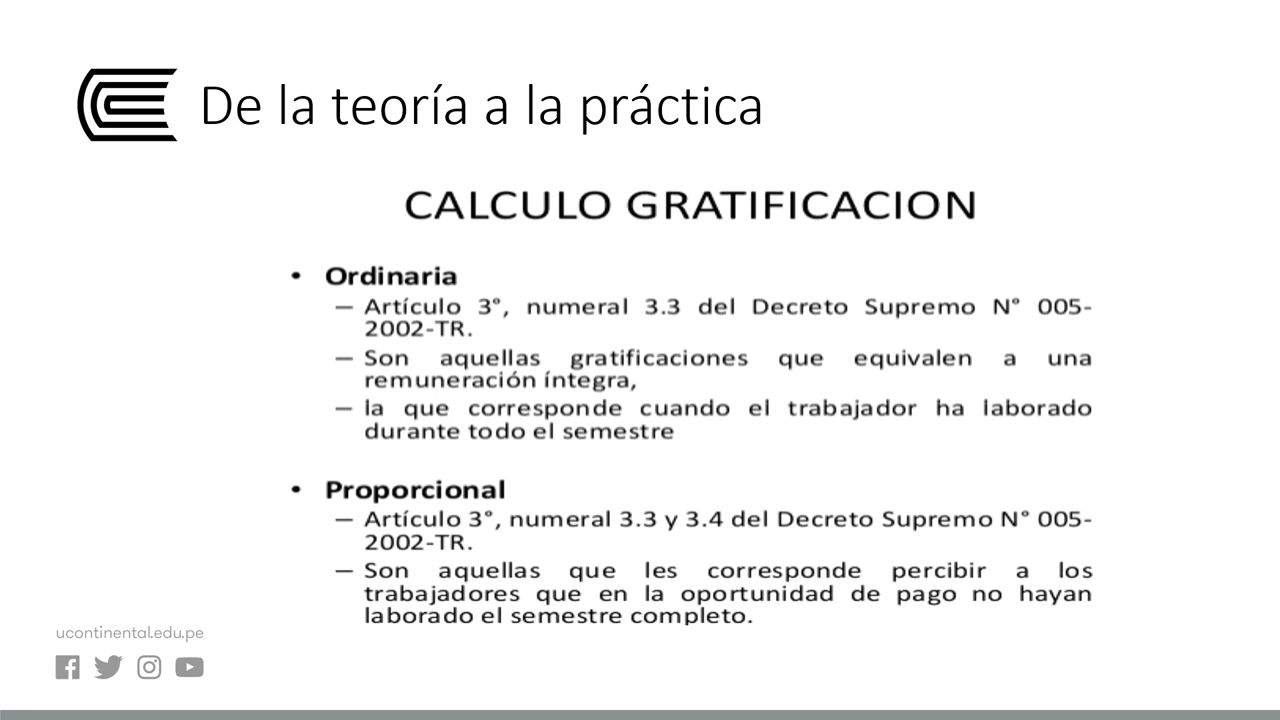 De la teoría a la práctica
CALCULO GRATIFICACION
• Ordinaria
– Artículo 3°, numeral 3.3 del Decreto Supremo N° 005-
2002-TR.
– Son aquellas gratificaciones que equivalen a una
remuneración íntegra,
– la que corresponde cuando el trabajador ha laborado
durante todo el semestre
• Proporcional
– Artículo 3°, numeral 3.3 y 3.4 del Decreto Supremo N° 005-
2002-TR.
– Son aquellas que les corresponde percibir a los
trabajadores que en la oportunidad de pago no hayan
laborado el semestre completo.
ucontinental.edu.pe